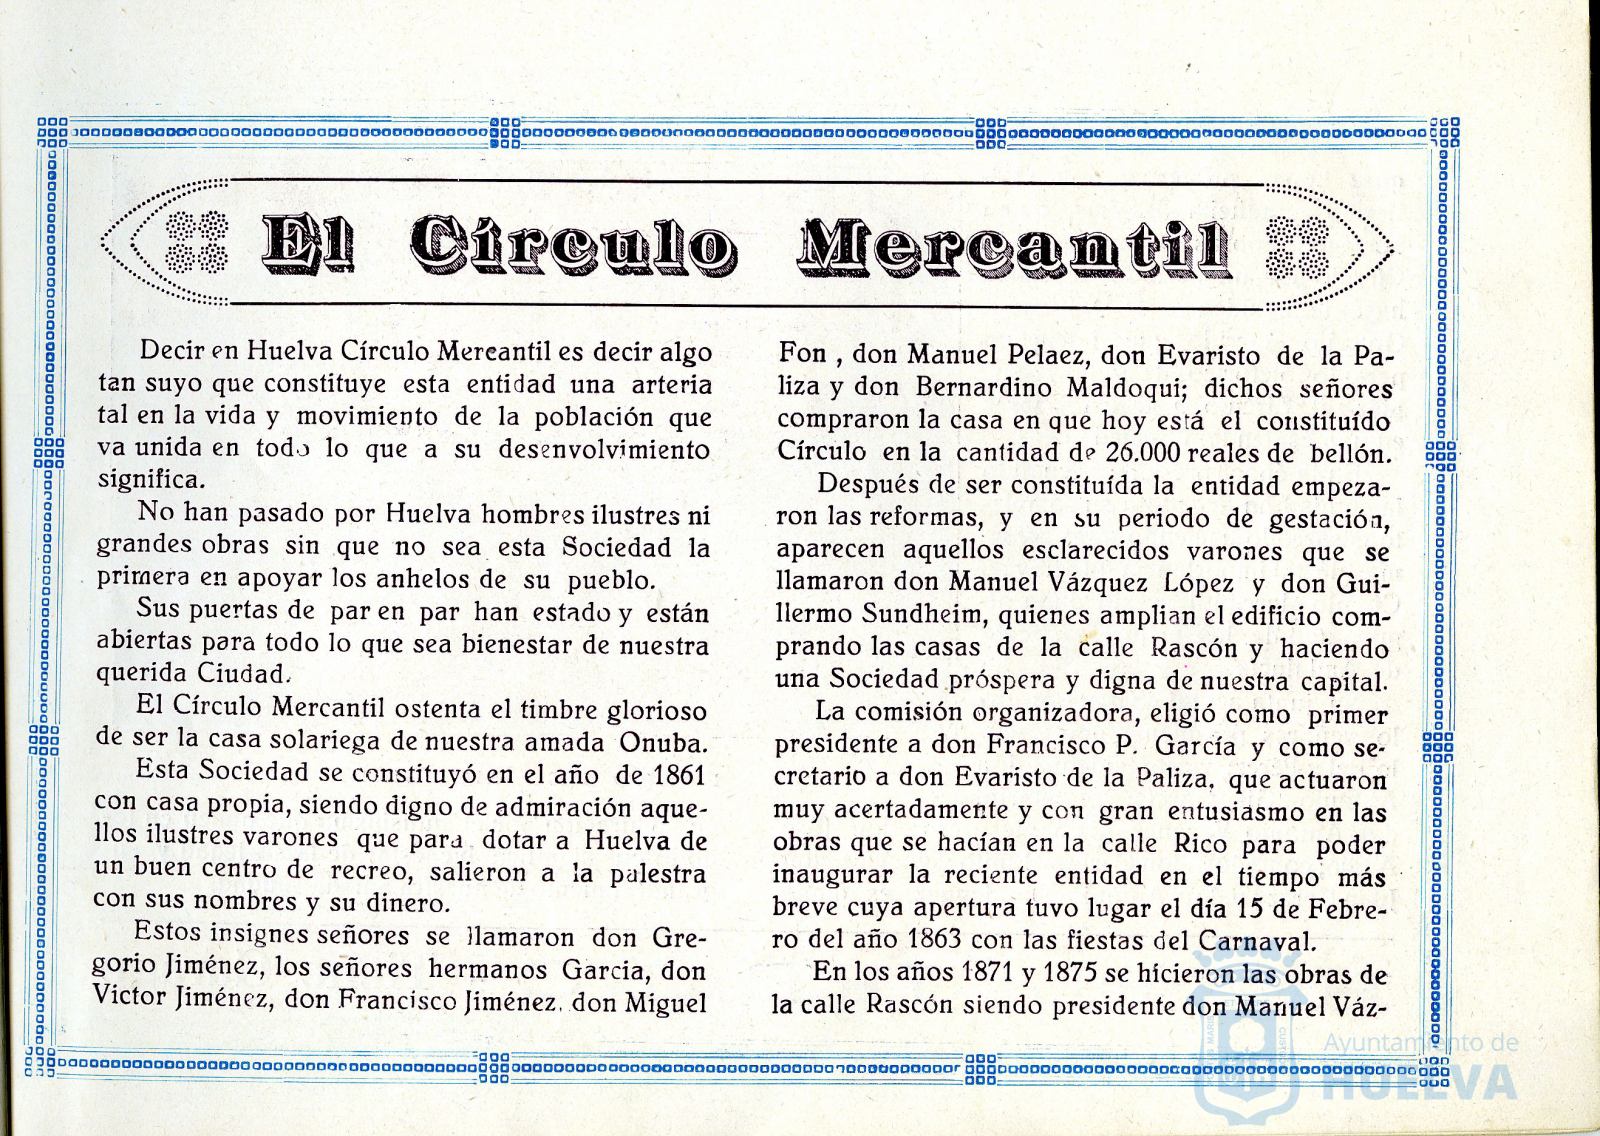 El Círculo Mercantil
Decir en Huelva Círculo Mercantil es decir algo
tan suyo que constituye esta entidad una arteria
tal en la vida y movimiento de la población que
va unida en todo lo que a su desenvolvimiento
significa.
No han pasado por Huelva hombres ilustres ni
grandes obras sin que no sea esta Sociedad la
primera en apoyar los anhelos de su pueblo.
Sus puertas de par en par han estado y están
abiertas para todo lo que sea bienestar de nuestra
querida Ciudad.
El Círculo Mercantil ostenta el timbre glorioso
de ser la casa solariega de nuestra amada Onuba.
Esta Sociedad se constituyó en el año de 1861
con casa propia, siendo digno de admiración aque-
llos ilustres varones que para dotar a Huelva de
un buen centro de recreo, salieron a la palestra
con sus nombres y su dinero.
Estos insignes señores se llamaron don Gre-
gorio Jiménez, los señores hermanos Garcia, don
Victor Jiménez, don Francisco Jiménez, don Miguel
Fon , don Manuel Pelaez, don Evaristo de la Pa-
liza y don Bernardino Maldoqui; dichos señores
compraron la casa en que hoy está el constituído
Círculo en la cantidad de 26.000 reales de bellón.
Después de ser constituída la entidad empeza-
ron las reformas, y en su periodo de gestación,
aparecen aquellos esclarecidos varones que se
llamaron don Manuel Vázquez López y don Gui-
llermo Sundheim, quienes amplian el edificio com-
prando las casas de la calle Rascón y haciendo
una Sociedad próspera y digna de nuestra capital.
La comisión organizadora, eligió como primer
presidente a don Francisco P. García y como se-
cretario a don Evaristo de la Paliza, que actuaron
muy acertadamente y con gran entusiasmo en las
obras que se hacían en la calle Rico para poder
inaugurar la reciente entidad en el tiempo más
breve cuya apertura tuvo lugar el día 15 de Febre-
ro del año 1863 con las fiestas del Carnaval.
En los años 1871 y 1875 se hicieron las obras de
la calle Rascón siendo presidente don Manuel Váz-
Ayuntamiento de
HUELVA